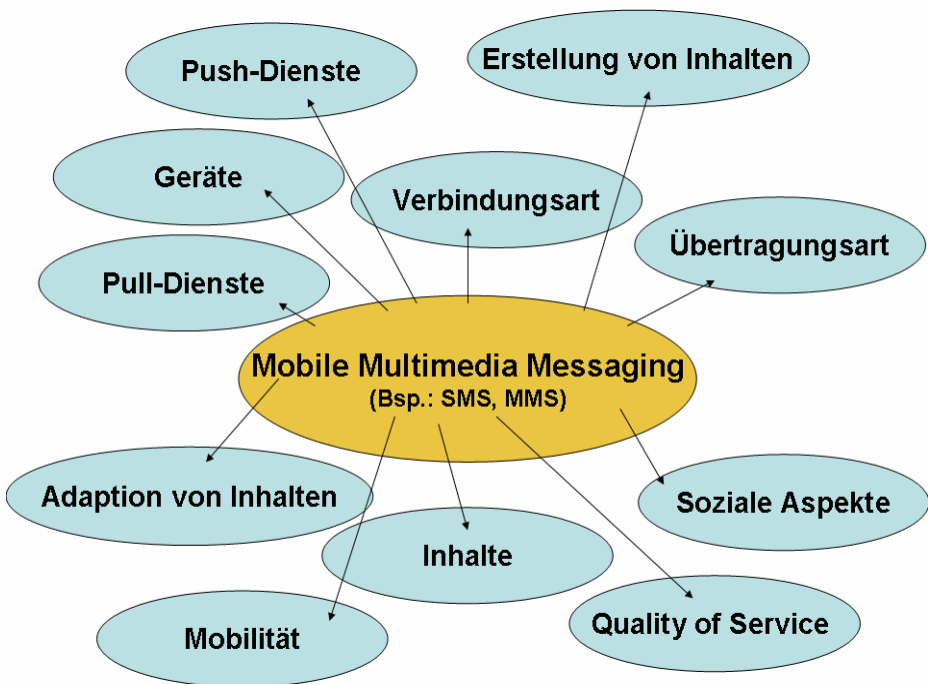 Push-Dienste
Erstellung von Inhalten
Geräte
Verbindungsart
Übertragungsart
Pull-Dienste
Mobile Multimedia Messaging
(Bsp.: SMS, MMS)
Adaption von Inhalten
Soziale Aspekte
Inhalte
Quality of Service
Mobilität